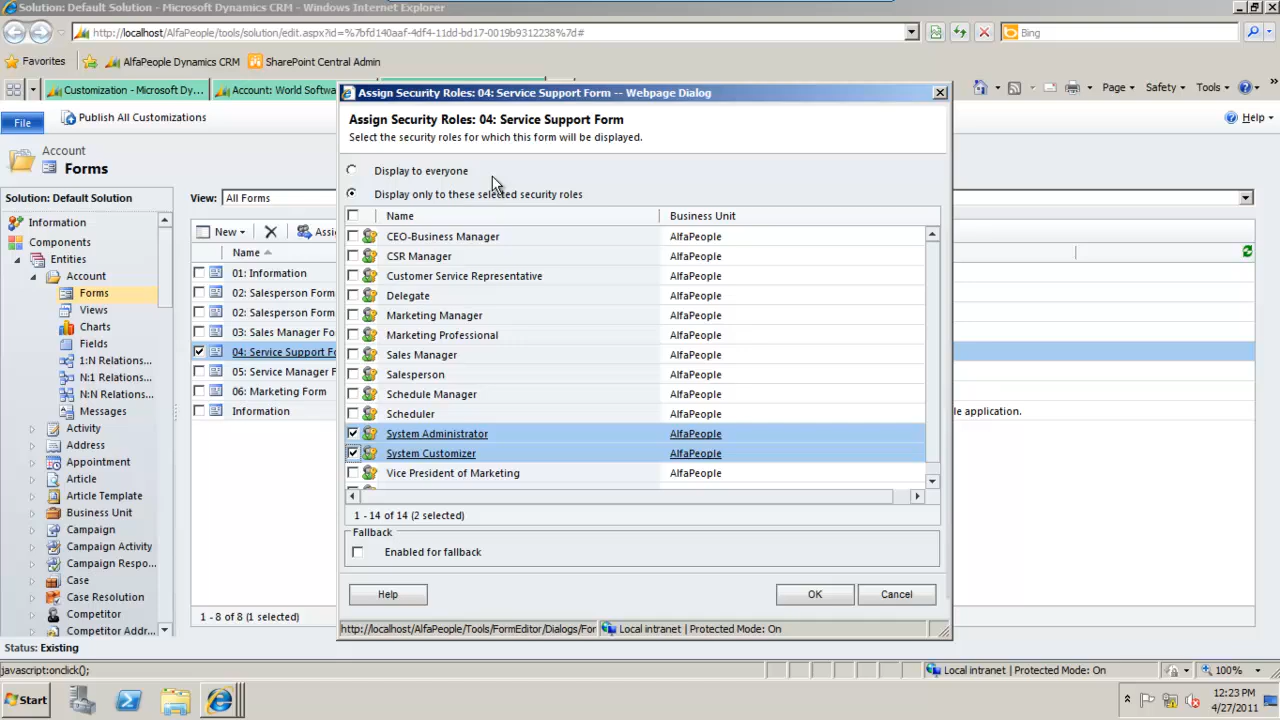 Solution: Default Solution - Microsoft Dynamics CRM - Windows Internet Explorer
http://localhost/AlfaPeople/tools/solution/edit.aspx?id=%7bfd140aaf-4df4-11dd-bd17-0019b9312238%7d#
Bing
Favorites
AlfaPeople Dynamics CRM
SharePoint Central Admin
Customization - Microsoft Dy...
Account: World Softwa
Page
Safety
Tools
File
Publish All Customizations
Help
Account
Forms
Solution: Default Solution
Information
Components
Entities
Account
Forms
Views
Charts
Fields
1:N Relations...
N:1 Relations...
N:N Relations...
Messages
Activity
Address
Appointment
Article
Article Template
Business Unit
Campaign
Campaign Activity
Campaign Respo...
Case
Case Resolution
Competitor
Competitor Addr...
View:
All Forms
New
Assig
Name
01: Information
02: Salesperson Form
02: Salesperson Form
03: Sales Manager Fo
04: Service Support Fo
05: Service Manager F
06: Marketing Form
Information
le application.
1 - 8 of 8 (1 selected)
Assign Security Roles: 04: Service Support Form -- Webpage Dialog
Assign Security Roles: 04: Service Support Form
Select the security roles for which this form will be displayed.
Display to everyone
Display only to these selected security roles
Name Business Unit
CEO-Business Manager AlfaPeople
CSR Manager AlfaPeople
Customer Service Representative AlfaPeople
Delegate AlfaPeople
Marketing Manager AlfaPeople
Marketing Professional AlfaPeople
Sales Manager AlfaPeople
Salesperson AlfaPeople
Schedule Manager AlfaPeople
Scheduler AlfaPeople
System Administrator AlfaPeople
System Customizer AlfaPeople
Vice President of Marketing AlfaPeople
1 - 14 of 14 (2 selected)
Fallback
Enabled for fallback
Help
OK
Cancel
http://localhost/AlfaPeople/Tools/FormEditor/Dialogs/For
Local intranet | Protected Mode: On
Status: Existing
javascript:onclick();
Local intranet | Protected Mode: On
100%
Start
12:23 PM
4/27/2011